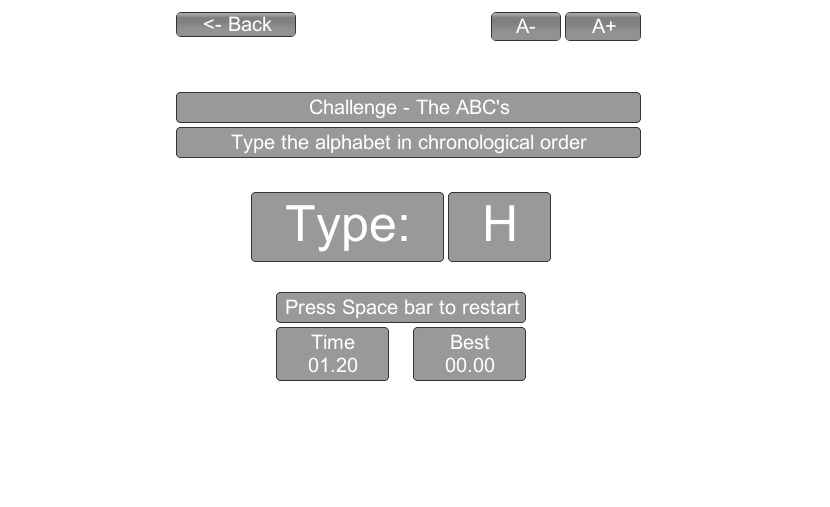 <- Back
A-
A+
Challenge - The ABC's
Type the alphabet in chronological order
Type:
H
Press Space bar to restart
Time
01.20
Best
00.00